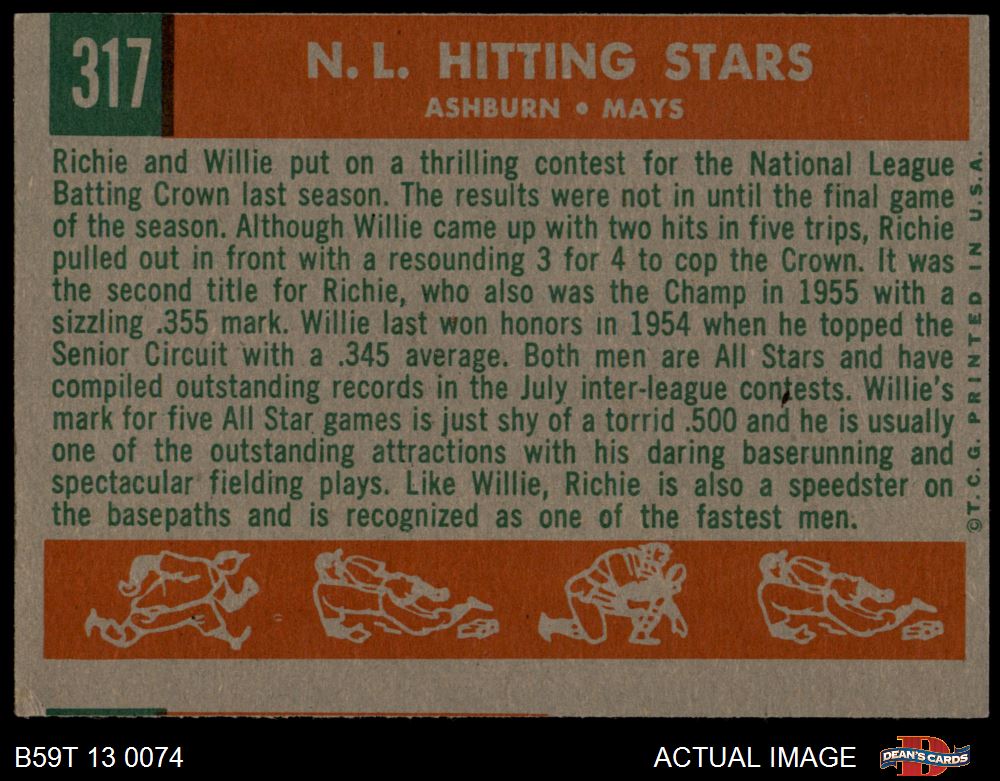 317
N. L. HITTING STARS
ASHBURN • MAYS
Richie and Willie put on a thrilling contest for the National League
Batting Crown last season. The results were not in until the final game
of the season. Although Willie came up with two hits in five trips, Richie
pulled out in front with a resounding 3 for 4 to cop the Crown. It was
the second title for Richie, who also was the Champ in 1955 with a
sizzling .355 mark. Willie last won honors in 1954 when he topped the
Senior Circuit with a .345 average. Both men are All Stars and have
compiled outstanding records in the July inter-league contests. Willie's
mark for five All Star games is just shy of a torrid .500 and he is usually
one of the outstanding attractions with his daring baserunning and
spectacular fielding plays. Like Willie, Richie is also a speedster on
the basepaths and is recognized as one of the fastest men.
©T. C. G. PRINTED IN U.S.A.
B59T 13 0074
ACTUAL IMAGE
DEAN'S CARDS